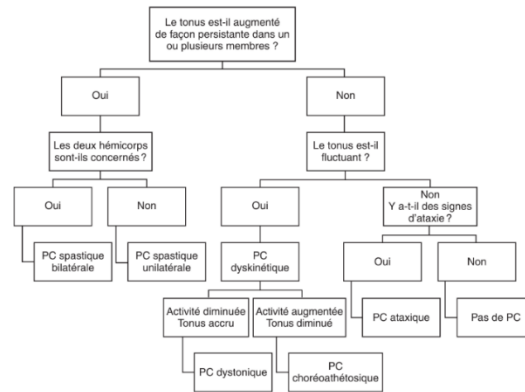 Le tonus est-il augmenté
de façon persistante dans un
ou plusieurs membres ?
Oui
Non
Les deux hémicorps
sont-ils concernés ?
Le tonus est-il
fluctuant ?
Oui
Non
Oui
Non
Y a-t-il des signes
d'ataxie ?
PC spastique
bilatérale
PC spastique
unilatérale
PC
dyskinétique
Oui
Non
Activité diminuée
Tonus accru
Activité augmentée
Tonus diminué
PC ataxique
Pas de PC
PC dystonique
PC
choréoathétosique